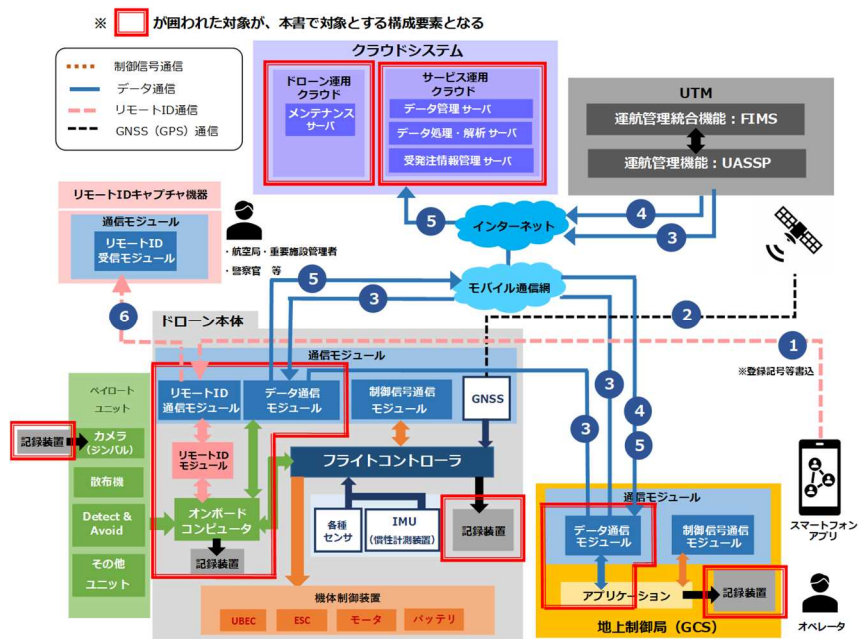 ※ が囲われた対象が、本書で対象とする構成要素となる
制御信号通信
データ通信
リモートID通信
GNSS（GPS）通信
クラウドシステム
ドローン運用
クラウド
メンテナンス
サーバ
サービス運用
クラウド
データ管理 サーバ
データ処理・解析 サーバ
受発注情報管理 サーバ
UTM
運航管理統合機能：FIMS
運航管理機能：UASSP
リモートIDキャプチャ機器
通信モジュール
リモートID
受信モジュール
・航空局・重要施設管理者
・警察官 等
インターネット
モバイル通信網
5
4
3
5
3
2
1
※登録記号等書込
6
3
4
3
5
ドローン本体
通信モジュール
リモートID
通信モジュール
データ通信
モジュール
制御信号通信
モジュール
GNSS
リモートID
モジュール
フライトコントローラ
オンボード
コンピュータ
記録装置
各種
センサ
IMU
（慣性計測装置）
記録装置
機体制御装置
UBEC
ESC
モータ
バッテリ
ペイロート
ユニット
カメラ
（ジンバル）
記録装置
散布機
Detect &
Avoid
その他
ユニット
通信モジュール
データ通信
モジュール
制御信号通信
モジュール
アプリケーション
記録装置
地上制御局（GCS）
スマートフォン
アプリ
オペレータ